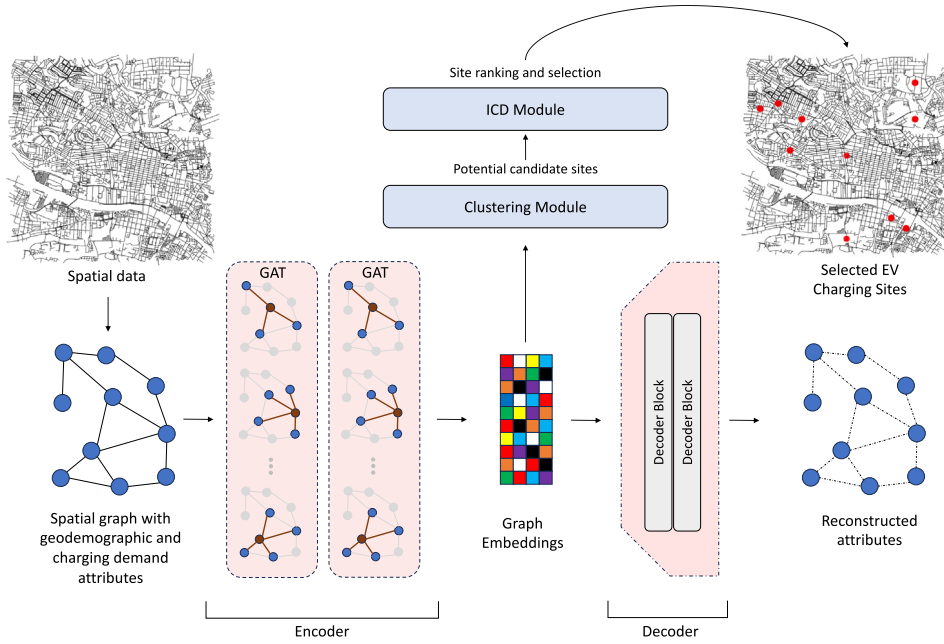 Site ranking and selection
ICD Module
Potential candidate sites
Clustering Module
Spatial data
GAT
GAT
Selected EV
Charging Sites
Decoder Block
Decoder Block
Spatial graph with
geodemographic and
charging demand
attributes
Graph
Embeddings
Reconstructed
attributes
Encoder
Decoder